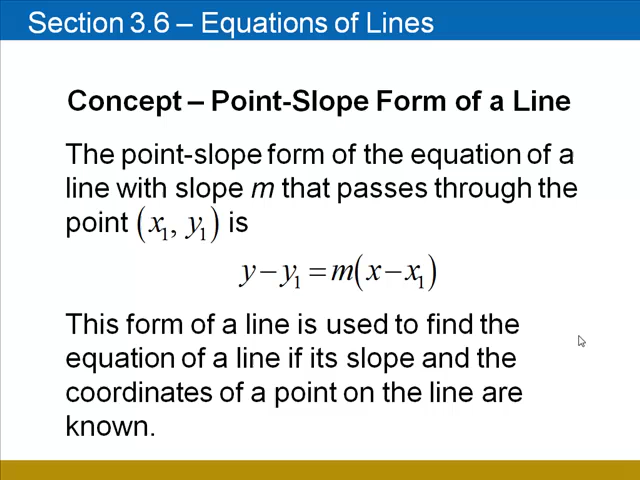 Section 3.6 – Equations of Lines
Concept – Point-Slope Form of a Line
The point-slope form of the equation of a
line with slope m that passes through the
point (x₁, y₁) is
y − y₁ = m(x − x₁)
This form of a line is used to find the
equation of a line if its slope and the
coordinates of a point on the line are
known.